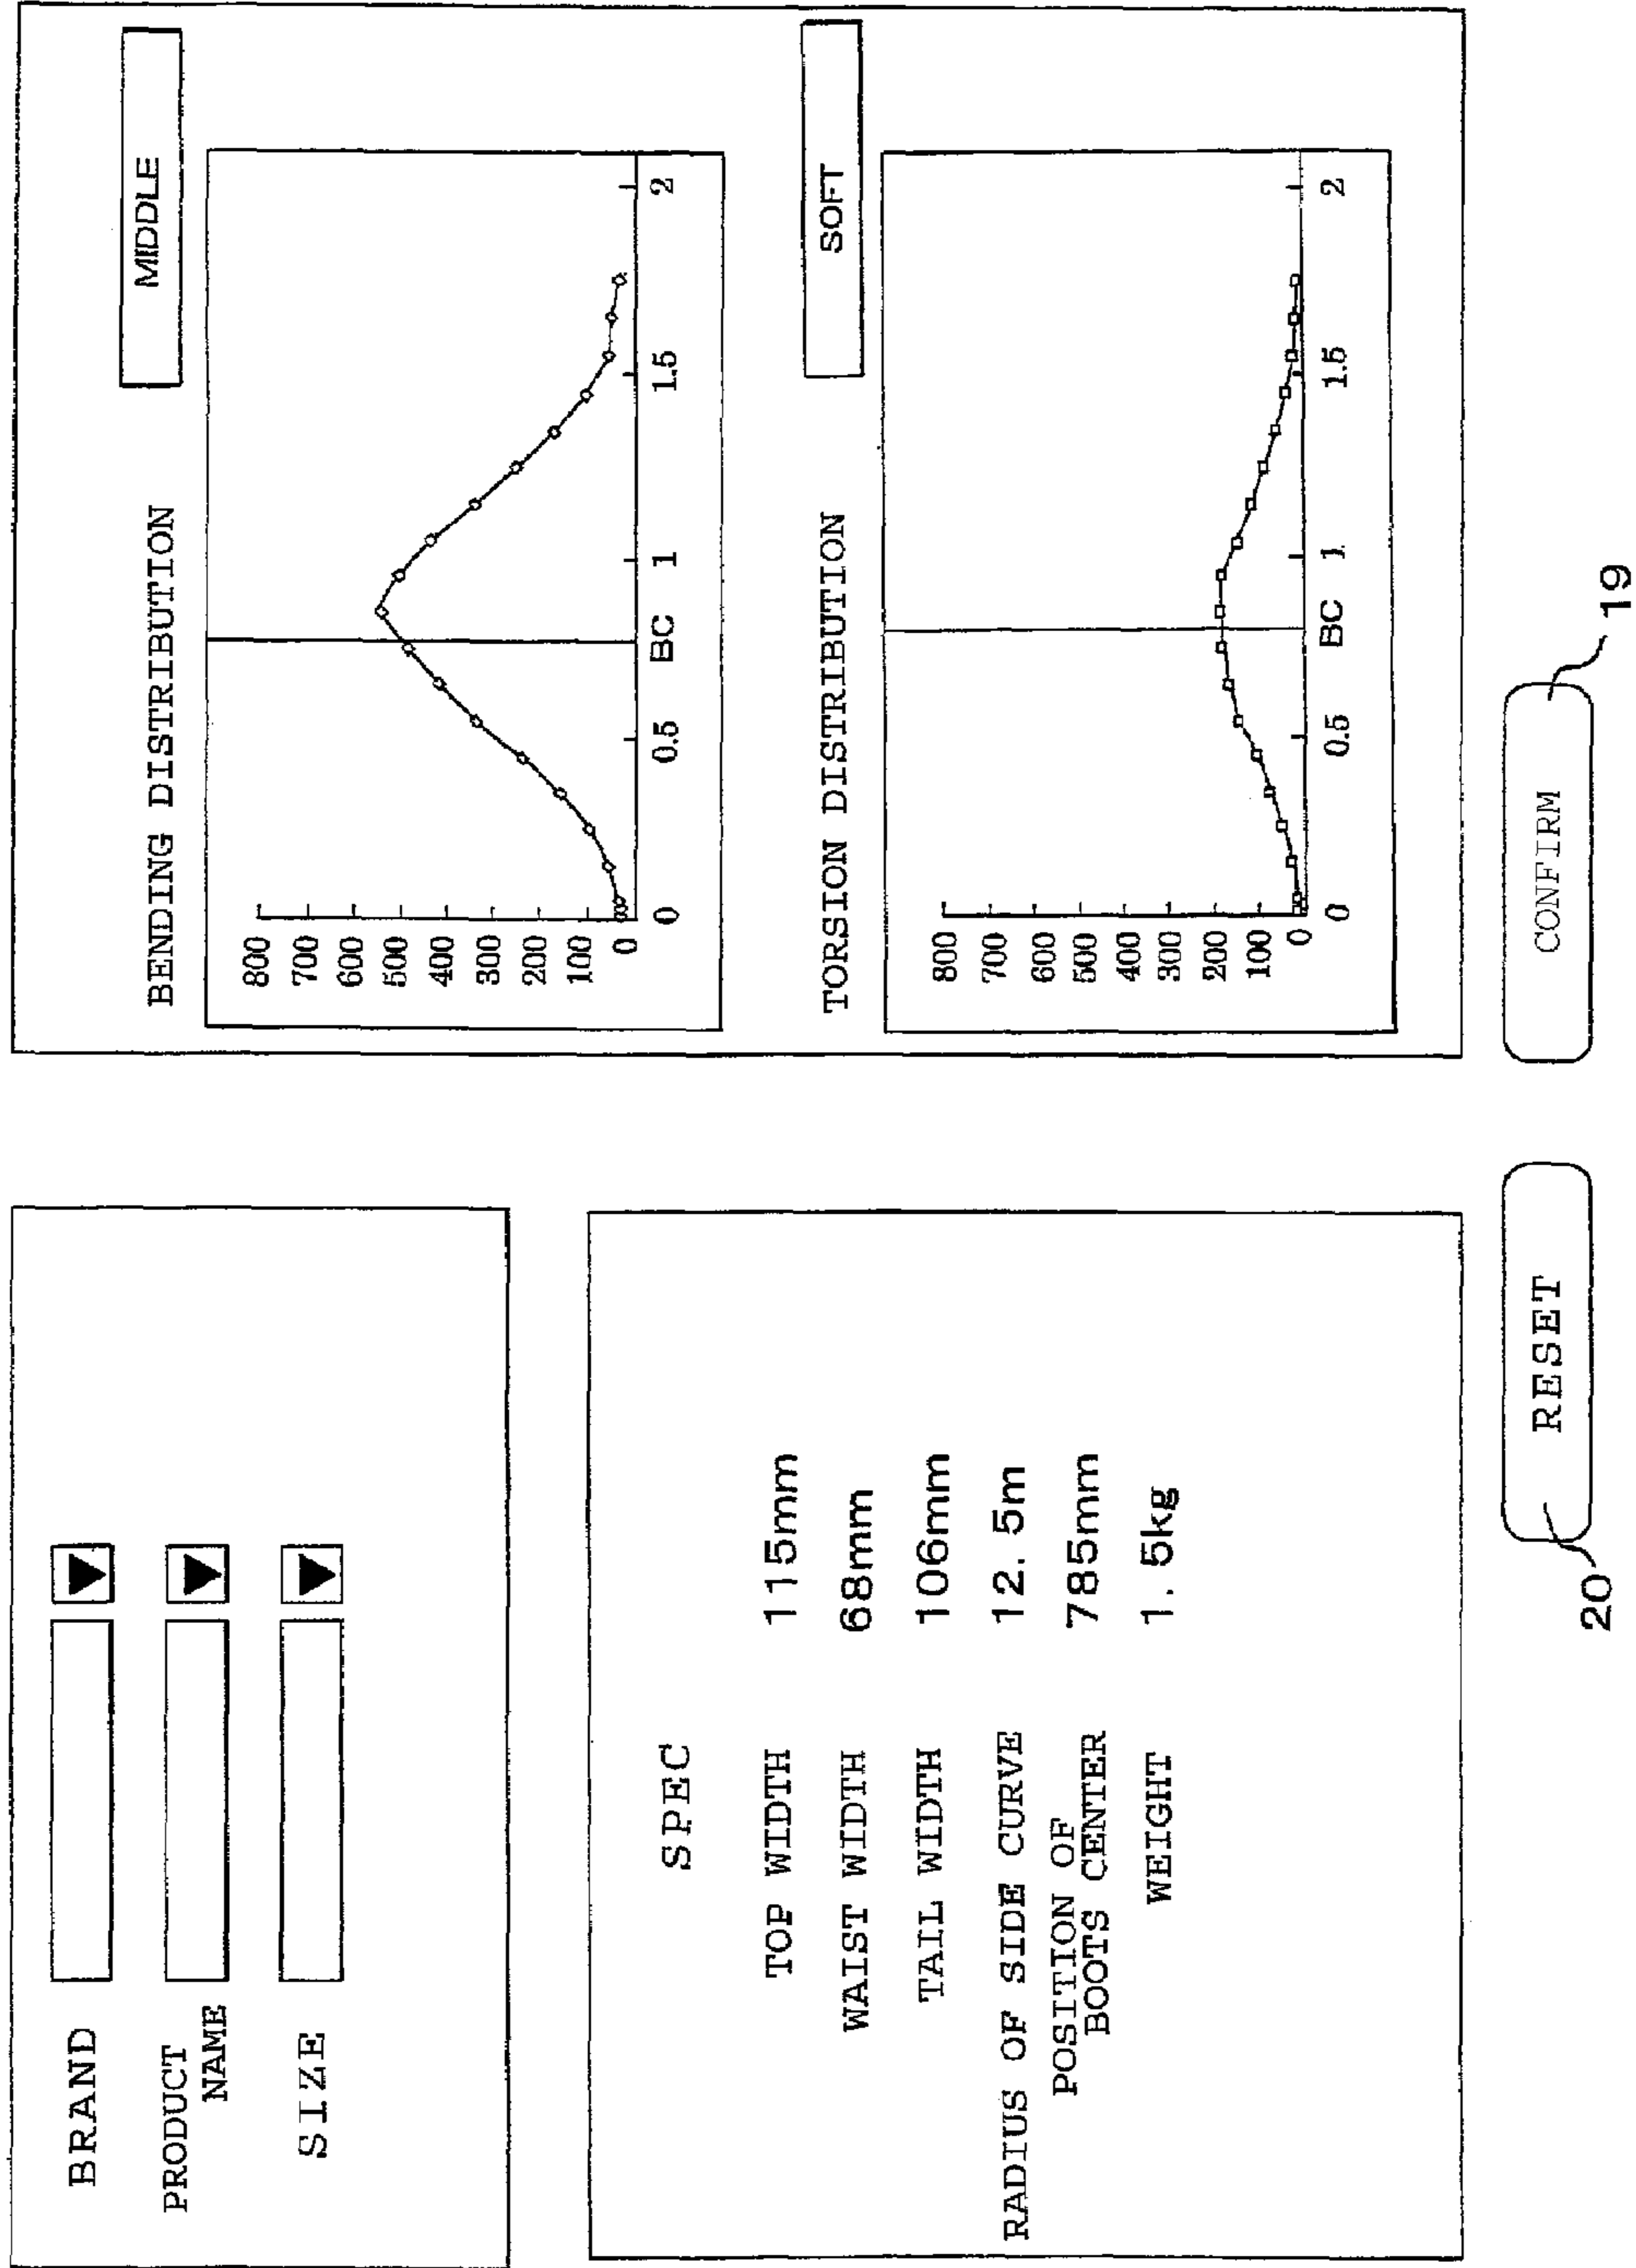 BRAND
PRODUCT
NAME
SIZE
SPEC
TOP WIDTH 115mm
WAIST WIDTH 68mm
TAIL WIDTH 106mm
RADIUS OF SIDE CURVE 12.5m
POSITION OF
BOOTS CENTER 785mm
WEIGHT 1.5kg
BENDING DISTRIBUTION
MIDDLE
800
700
600
500
400
300
200
100
0
0 0.5 BC 1 1.5 2
TORSION DISTRIBUTION
SOFT
800
700
600
500
400
300
200
100
0
0 0.5 BC 1 1.5 2
RESET
CONFIRM
20
19